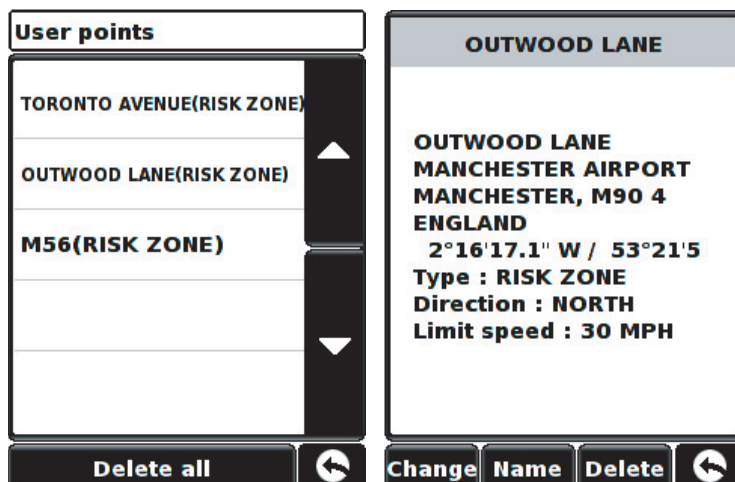 User points
TORONTO AVENUE(RISK ZONE)
OUTWOOD LANE(RISK ZONE)
M56(RISK ZONE)
Delete all
OUTWOOD LANE
OUTWOOD LANE
MANCHESTER AIRPORT
MANCHESTER, M90 4
ENGLAND
2°16'17.1" W / 53°21'5
Type : RISK ZONE
Direction : NORTH
Limit speed : 30 MPH
Change Name Delete